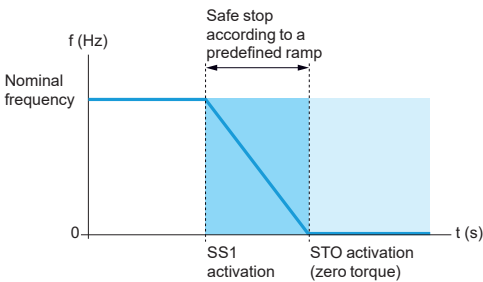 Safe stop
according to a
predefined ramp
f (Hz)
Nominal
frequency
0
t (s)
SS1
activation
STO activation
(zero torque)